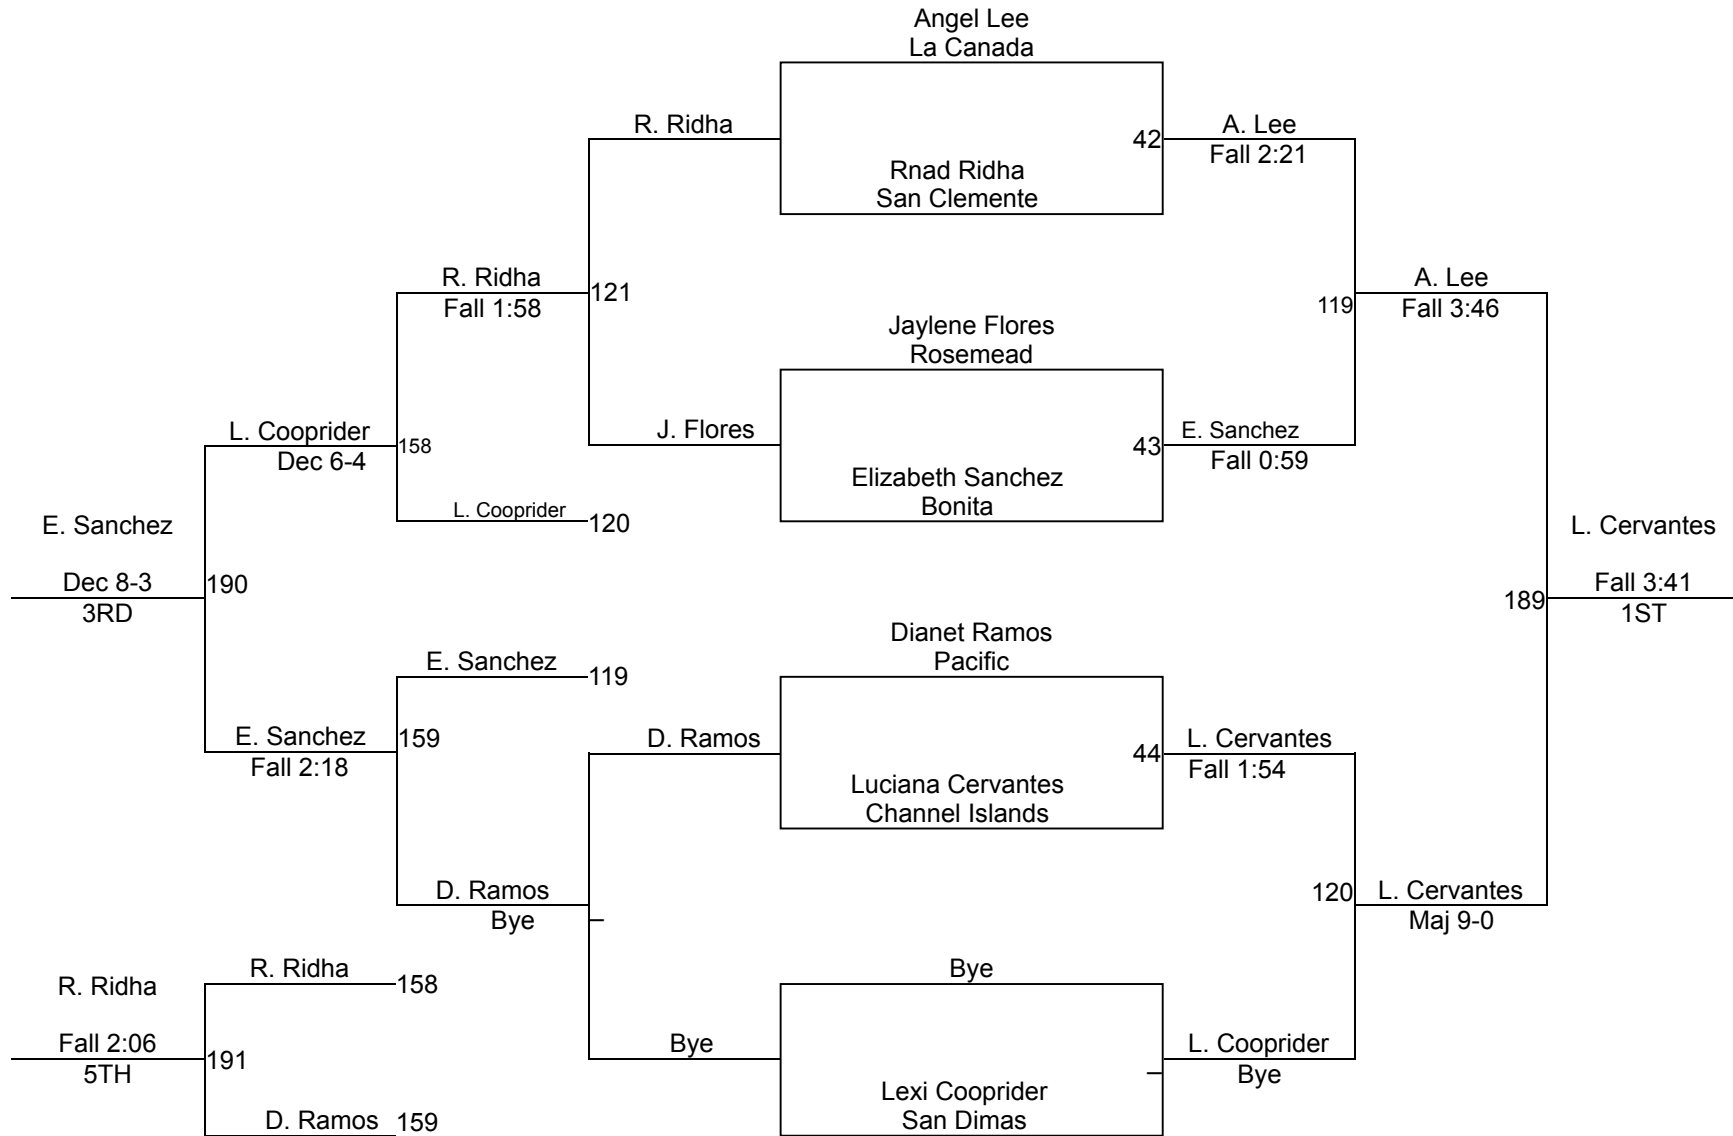 Angel Lee
La Canada
R. Ridha
42
A. Lee
Fall 2:21
Rnad Ridha
San Clemente
R. Ridha
Fall 1:58
121
A. Lee
Fall 3:46
119
Jaylene Flores
Rosemead
L. Cooprider
Dec 6-4
158
J. Flores
43
E. Sanchez
Fall 0:59
Elizabeth Sanchez
Bonita
L. Cooprider
120
E. Sanchez
Dec 8-3
3RD
190
L. Cervantes
Fall 3:41
1ST
189
Dianet Ramos
Pacific
E. Sanchez
119
E. Sanchez
Fall 2:18
159
D. Ramos
44
L. Cervantes
Fall 1:54
Luciana Cervantes
Channel Islands
D. Ramos
Bye
120
L. Cervantes
Maj 9-0
R. Ridha
158
R. Ridha
Fall 2:06
5TH
191
Bye
Bye
L. Cooprider
Bye
Lexi Cooprider
San Dimas
D. Ramos
159